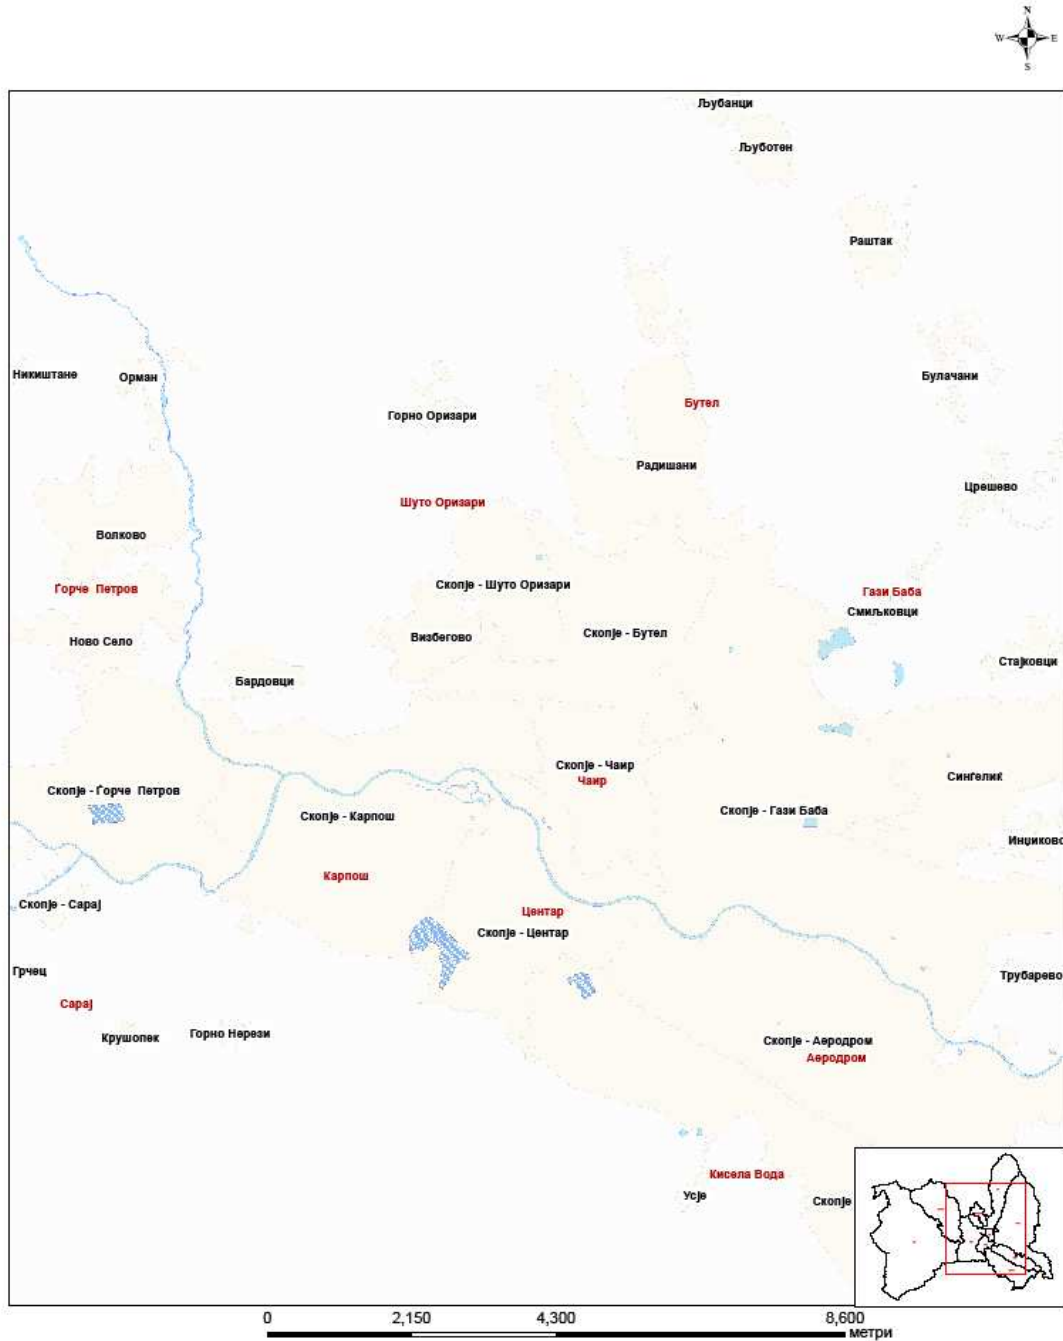 N
W E
S
Љубанци
Љуботен
Раштак
Никиштане
Орман
Булачани
Бутел
Горно Оризари
Радишани
Црешево
Шуто Оризари
Волково
Скопје - Шуто Оризари
Ѓорче Петров
Гази Баба
Смиљковци
Ново Село
Визбегово
Скопје - Бутел
Стајковци
Бардовци
Скопје - Чаир
Чаир
Синѓелиќ
Скопје - Ѓорче Петров
Скопје - Карпош
Скопје - Гази Баба
Инџиково
Карпош
Скопје - Сарај
Центар
Скопје - Центар
Грчец
Трубарево
Сарај
Крушопек
Горно Нерези
Скопје - Аеродром
Аеродром
Кисела Вода
Усје
Скопје
0 2,150 4,300 8,600
метри